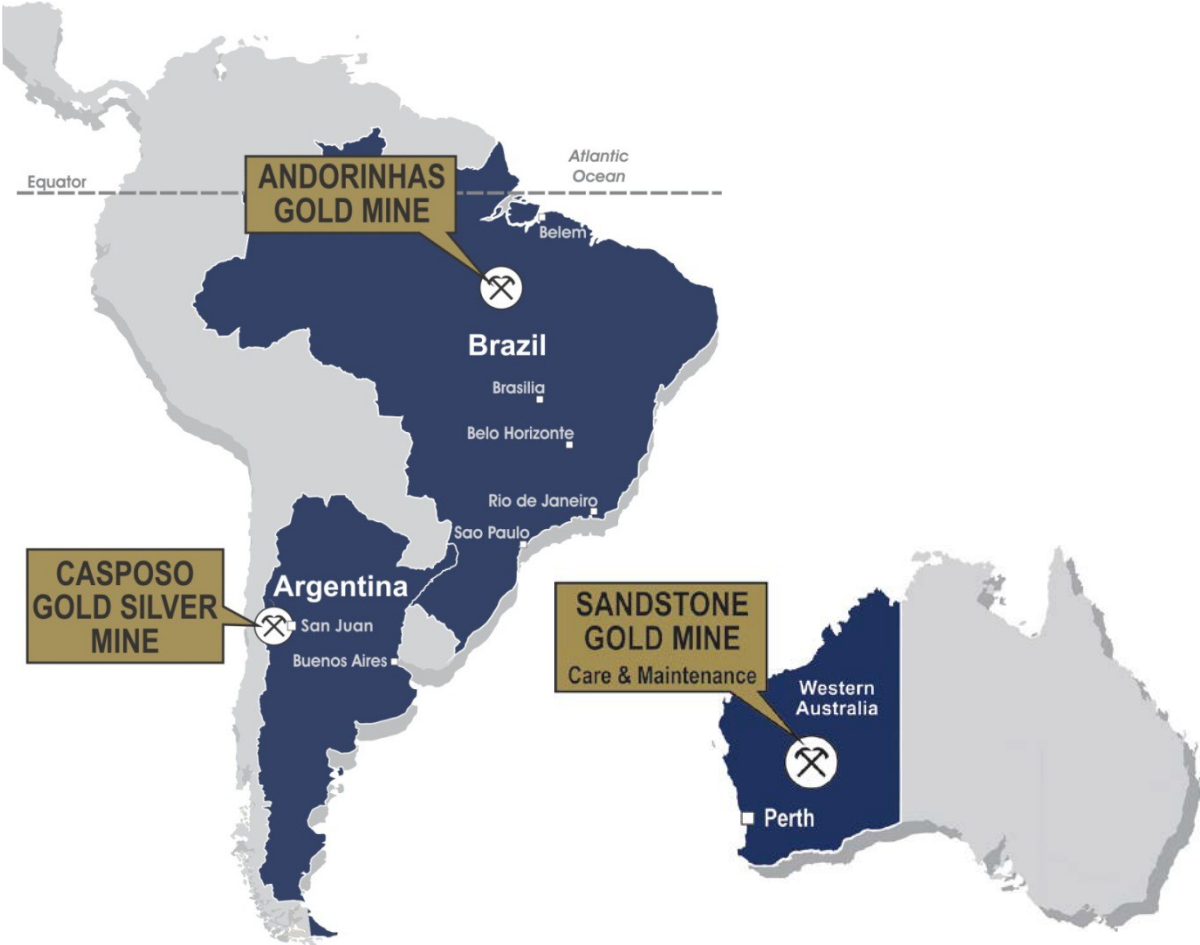 Equator
Atlantic
Ocean
ANDORINHAS
GOLD MINE
Belem
Brazil
Brasilia
Belo Horizonte
Rio de Janeiro
Sao Paulo
CASPOSO
GOLD SILVER
MINE
Argentina
San Juan
Buenos Aires
SANDSTONE
GOLD MINE
Care & Maintenance
Western
Australia
Perth